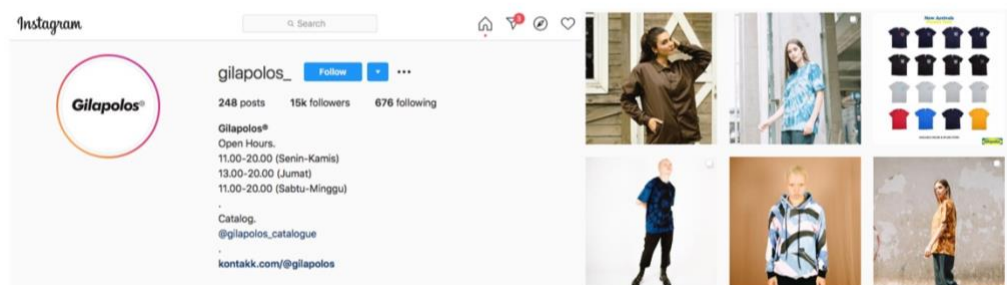 Instagram
Search
3
Gilapolos®
gilapolos_
Follow
248 posts 15k followers 676 following
Gilapolos®
Open Hours.
11.00-20.00 (Senin-Kamis)
13.00-20.00 (Jumat)
11.00-20.00 (Sabtu-Minggu)
.
Catalog.
@gilapolos_catalogue
.
kontakk.com/@gilapolos
New Arrivals